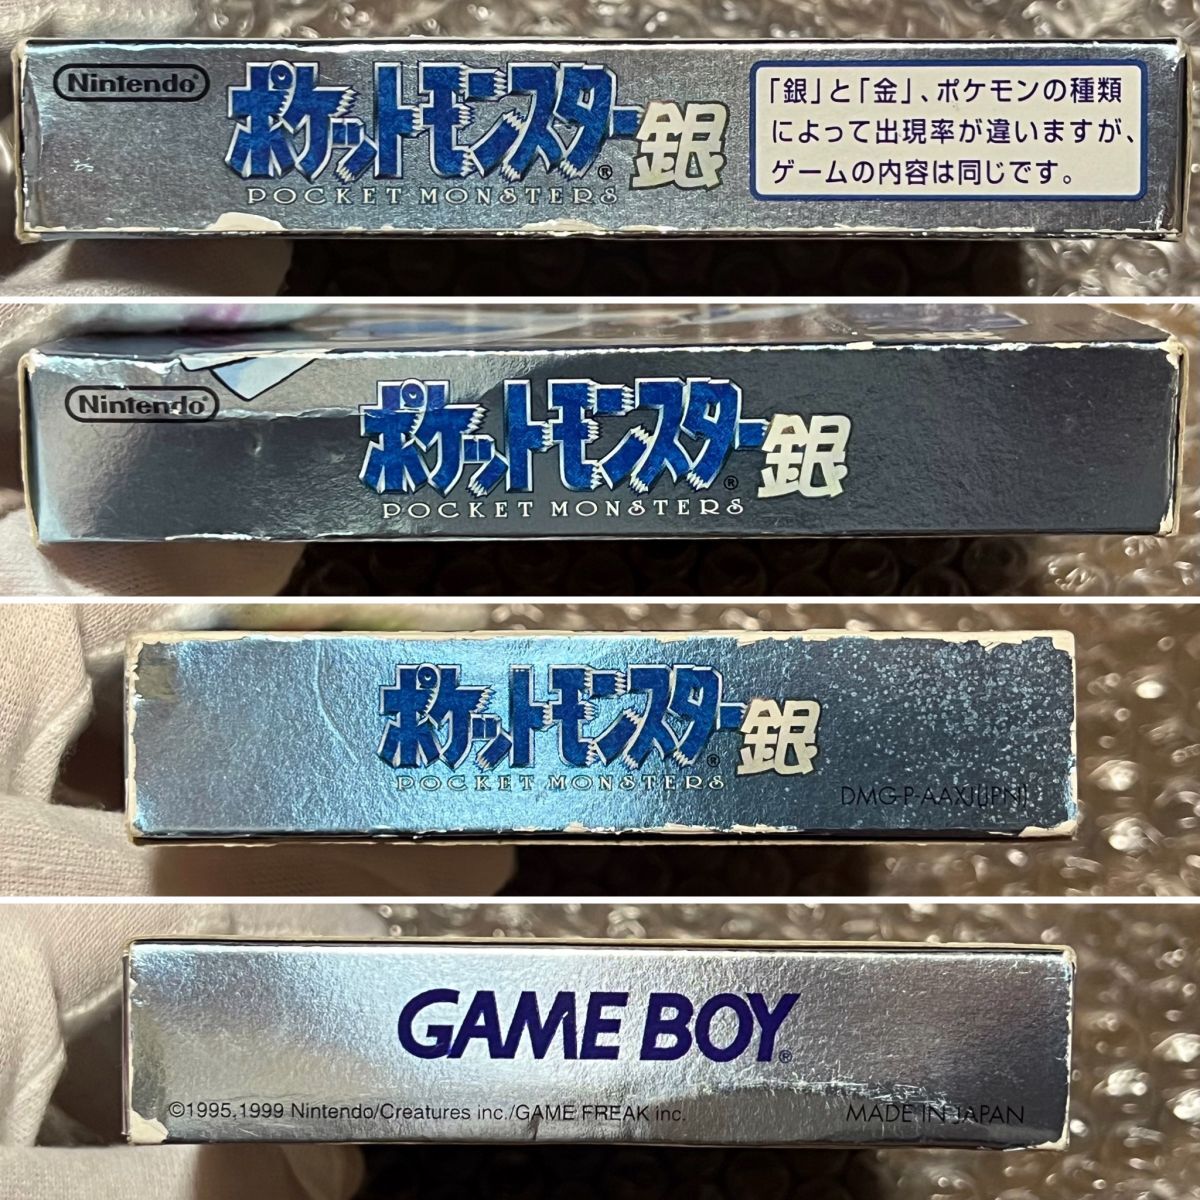 Nintendo
ポケットモンスター銀
POCKET MONSTERS®
「銀」と「金」、ポケモンの種類
によって出現率が違いますが、
ゲームの内容は同じです。
Nintendo
ポケットモンスター銀
POCKET MONSTERS®
ポケットモンスター銀
POCKET MONSTERS®
DMG-P-AAXJ(JPN)
GAME BOY®
©1995,1999 Nintendo/Creatures inc./GAME FREAK inc.
MADE IN JAPAN